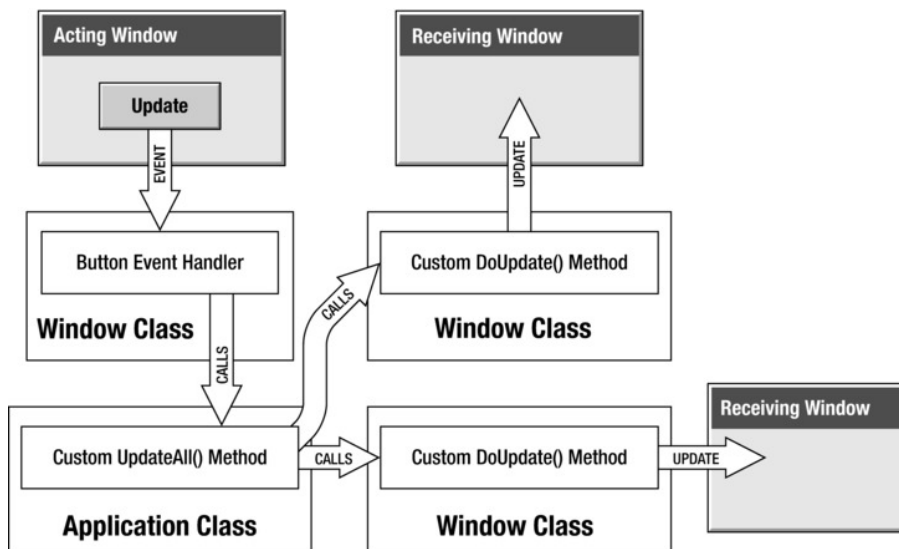 Acting Window
Update
EVENT
Button Event Handler
Window Class
CALLS
Custom UpdateAll() Method
Application Class
CALLS
CALLS
Receiving Window
UPDATE
Custom DoUpdate() Method
Window Class
Custom DoUpdate() Method
Window Class
UPDATE
Receiving Window